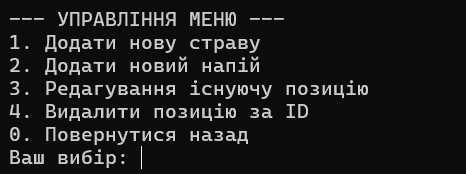 --- УПРАВЛІННЯ МЕНЮ ---
1. Додати нову страву
2. Додати новий напій
3. Редагування існуючу позицію
4. Видалити позицію за ID
0. Повернутися назад
Ваш вибір: